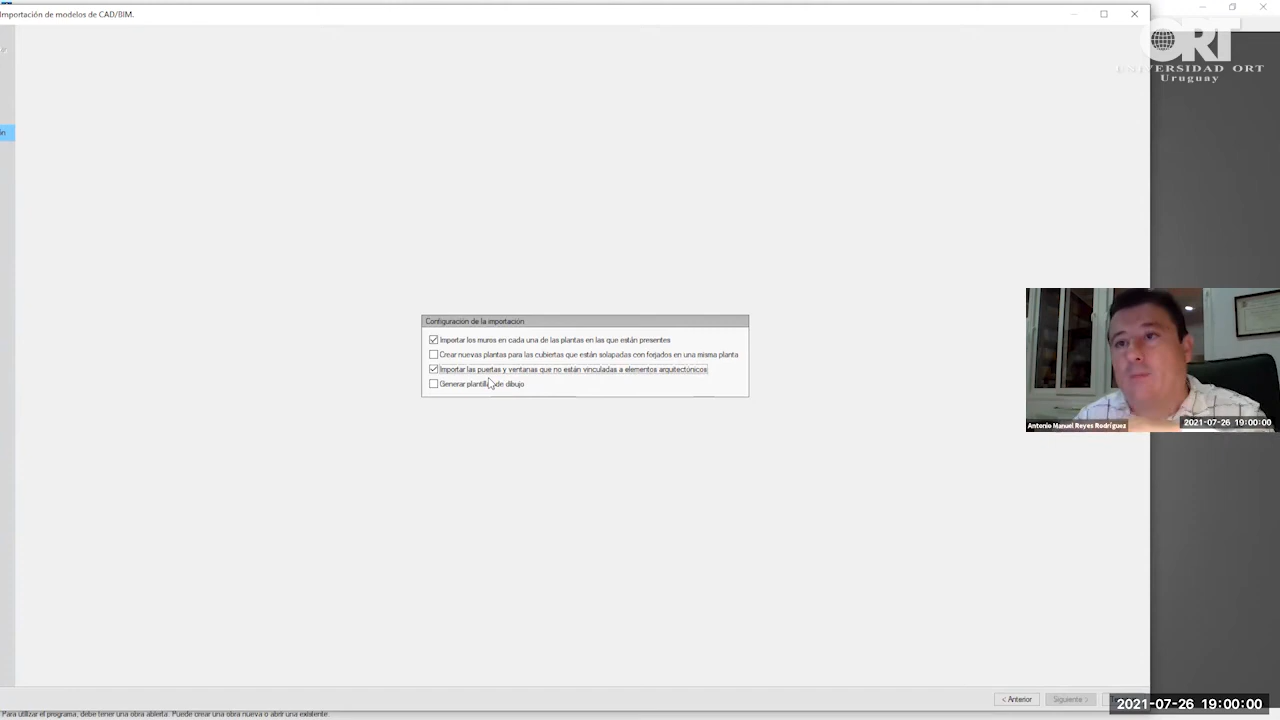 Importación de modelos de CAD/BIM.
ORT
UNIVERSIDAD ORT
Uruguay
Configuración de la importación
Importar los muros en cada una de las plantas en las que están presentes
Crear nuevas plantas para las cubiertas que están solapadas con forjados en una misma planta
Importar las puertas y ventanas que no están vinculadas a elementos arquitectónicos
Generar plantillas de dibujo
Antonio Manuel Reyes Rodríguez
2021-07-26 19:00:00
< Anterior
Siguiente >
2021-07-26 19:00:00
Para utilizar el programa, debe tener una obra abierta. Puede crear una obra nueva o abrir una existente.